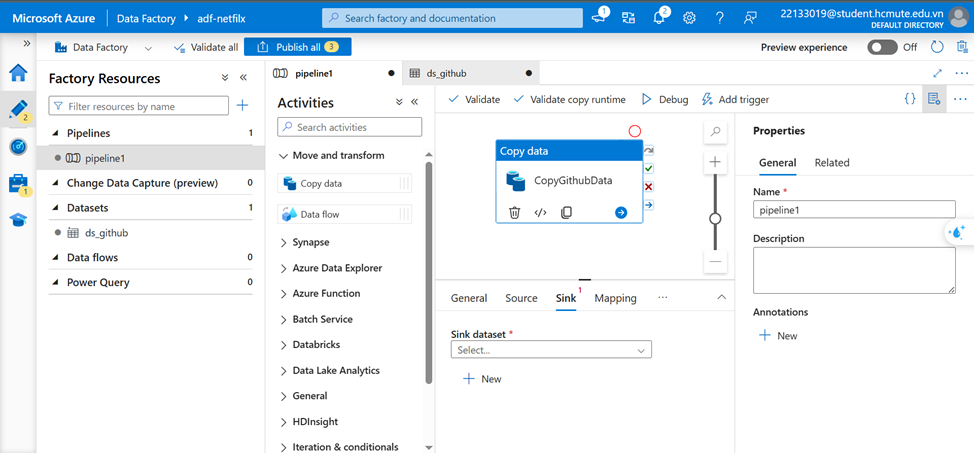 Microsoft Azure Data Factory adf-netfilx Search factory and documentation 1 2 22133019@student.hcmute.edu.vn
DEFAULT DIRECTORY
Data Factory Validate all Publish all 3 Preview experience Off
Factory Resources
Filter resources by name
Pipelines 1
pipeline1
Change Data Capture (preview) 0
Datasets 1
ds_github
Data flows 0
Power Query 0
2
1
pipeline1 ds_github
Activities
Search activities
Move and transform
Copy data
Data flow
Synapse
Azure Data Explorer
Azure Function
Batch Service
Databricks
Data Lake Analytics
General
HDInsight
Iteration & conditionals
Validate Validate copy runtime Debug Add trigger
Copy data
CopyGithubData
General Source Sink 1 Mapping
Sink dataset *
Select...
New
Properties
General Related
Name *
pipeline1
Description
Annotations
New